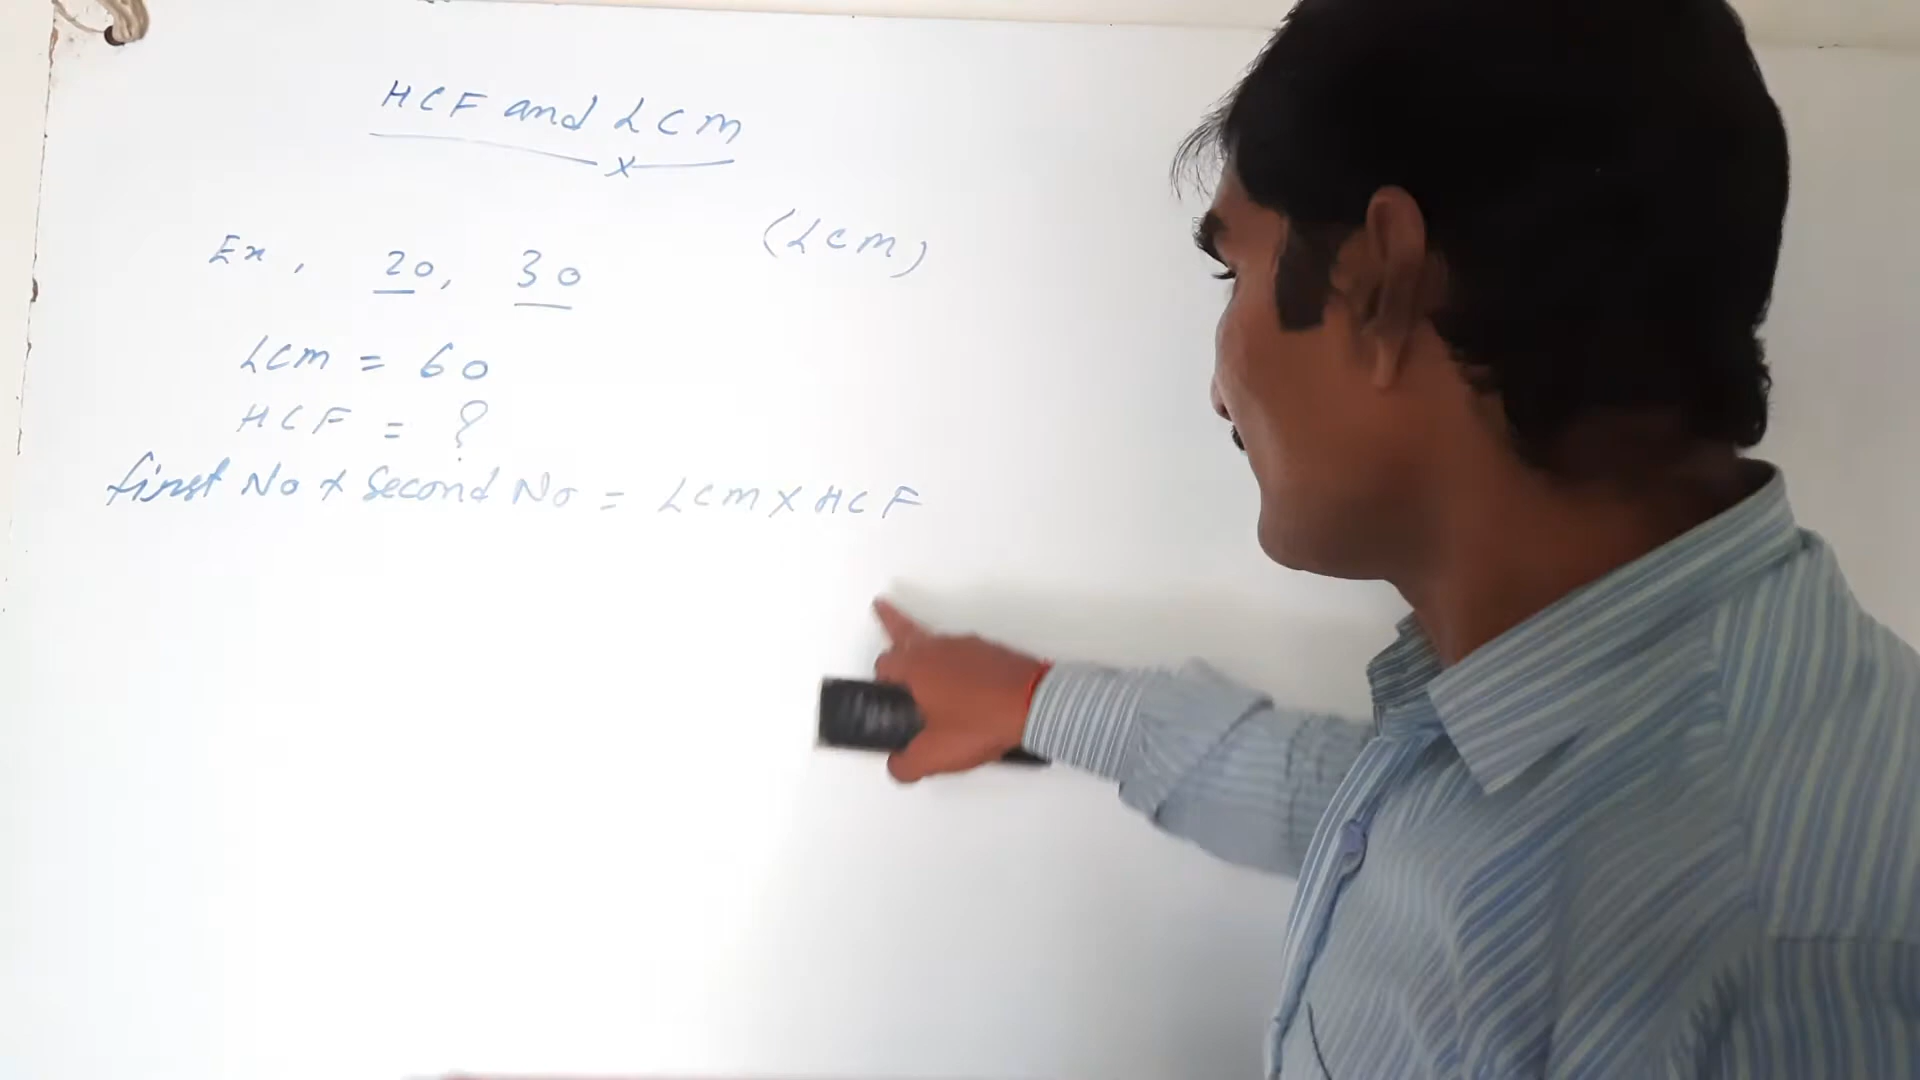 HCF and LCM
x
Ex, 20, 30
(LCM)
LCM = 60
HCF = ?
first No x Second No = LCM X HCF